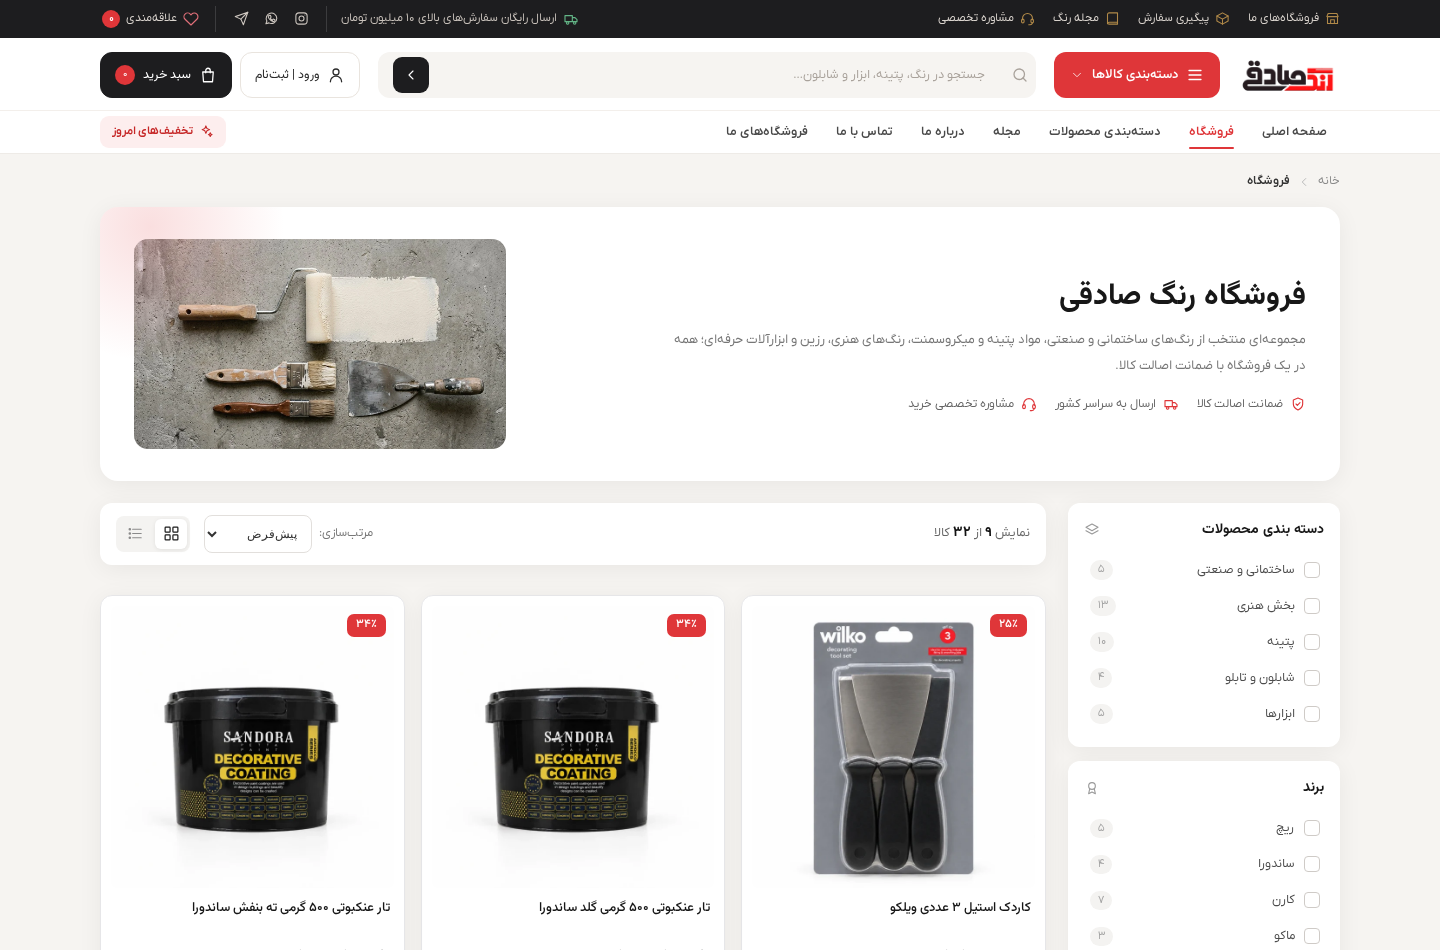 فروشگاه‌های ما
پیگیری سفارش
مجله رنگ
مشاوره تخصصی
ارسال رایگان سفارش‌های بالای ۱۰ میلیون تومان
علاقه‌مندی
۰
رنگ صادقی
دسته‌بندی کالاها
جستجو در رنگ، پتینه، ابزار و شابلون...
ورود | ثبت‌نام
سبد خرید
۰
صفحه اصلی
فروشگاه
دسته‌بندی محصولات
مجله
درباره ما
تماس با ما
فروشگاه‌های ما
تخفیف‌های امروز
خانه
فروشگاه
فروشگاه رنگ صادقی
مجموعه‌ای منتخب از رنگ‌های ساختمانی و صنعتی، مواد پتینه و میکروسمنت، رنگ‌های هنری، رزین و ابزارآلات حرفه‌ای؛ همه
در یک فروشگاه با ضمانت اصالت کالا.
ضمانت اصالت کالا
ارسال به سراسر کشور
مشاوره تخصصی خرید
دسته بندی محصولات
ساختمانی و صنعتی
۵
بخش هنری
۱۳
پتینه
۱۰
شابلون و تابلو
۴
ابزارها
۵
برند
ریچ
۵
ساندورا
۴
کارن
۷
ماکو
۳
نمایش ۹ از ۳۲ کالا
مرتب‌سازی:
پیش‌فرض
۲۵٪
wilko
decorating
tool set
3
کاردک استیل ۳ عددی ویلکو
۳۴٪
SANDORA
DECORATIVE
COATING
تار عنکبوتی ۵۰۰ گرمی گلد ساندورا
۳۴٪
SANDORA
DECORATIVE
COATING
تار عنکبوتی ۵۰۰ گرمی ته بنفش ساندورا